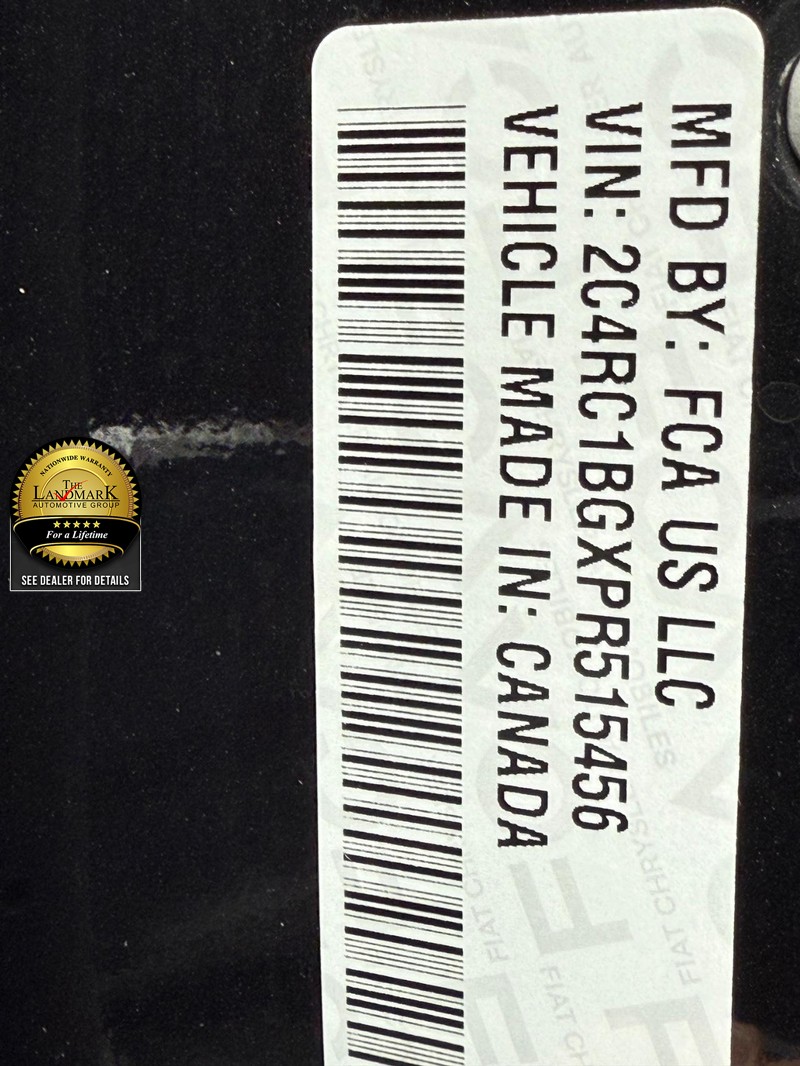 MFD BY: FCA US LLC
VIN: 2C4RC1BGXPR515456
VEHICLE MADE IN: CANADA
NATIONWIDE WARRANTY
THE
LANDMARK
AUTOMOTIVE GROUP
For a Lifetime
SEE DEALER FOR DETAILS